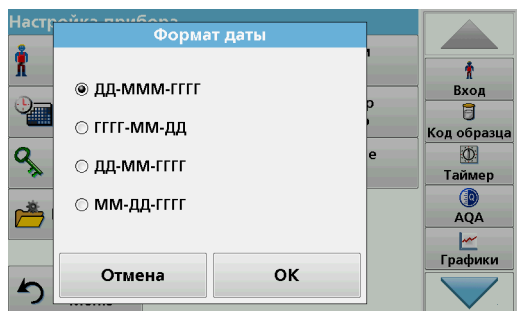 Настройка прибора
Формат даты
ДД-МММ-ГГГГ
ГГГГ-ММ-ДД
ДД-ММ-ГГГГ
ММ-ДД-ГГГГ
Отмена
OK
Вход
Код образца
Таймер
AQA
Графики